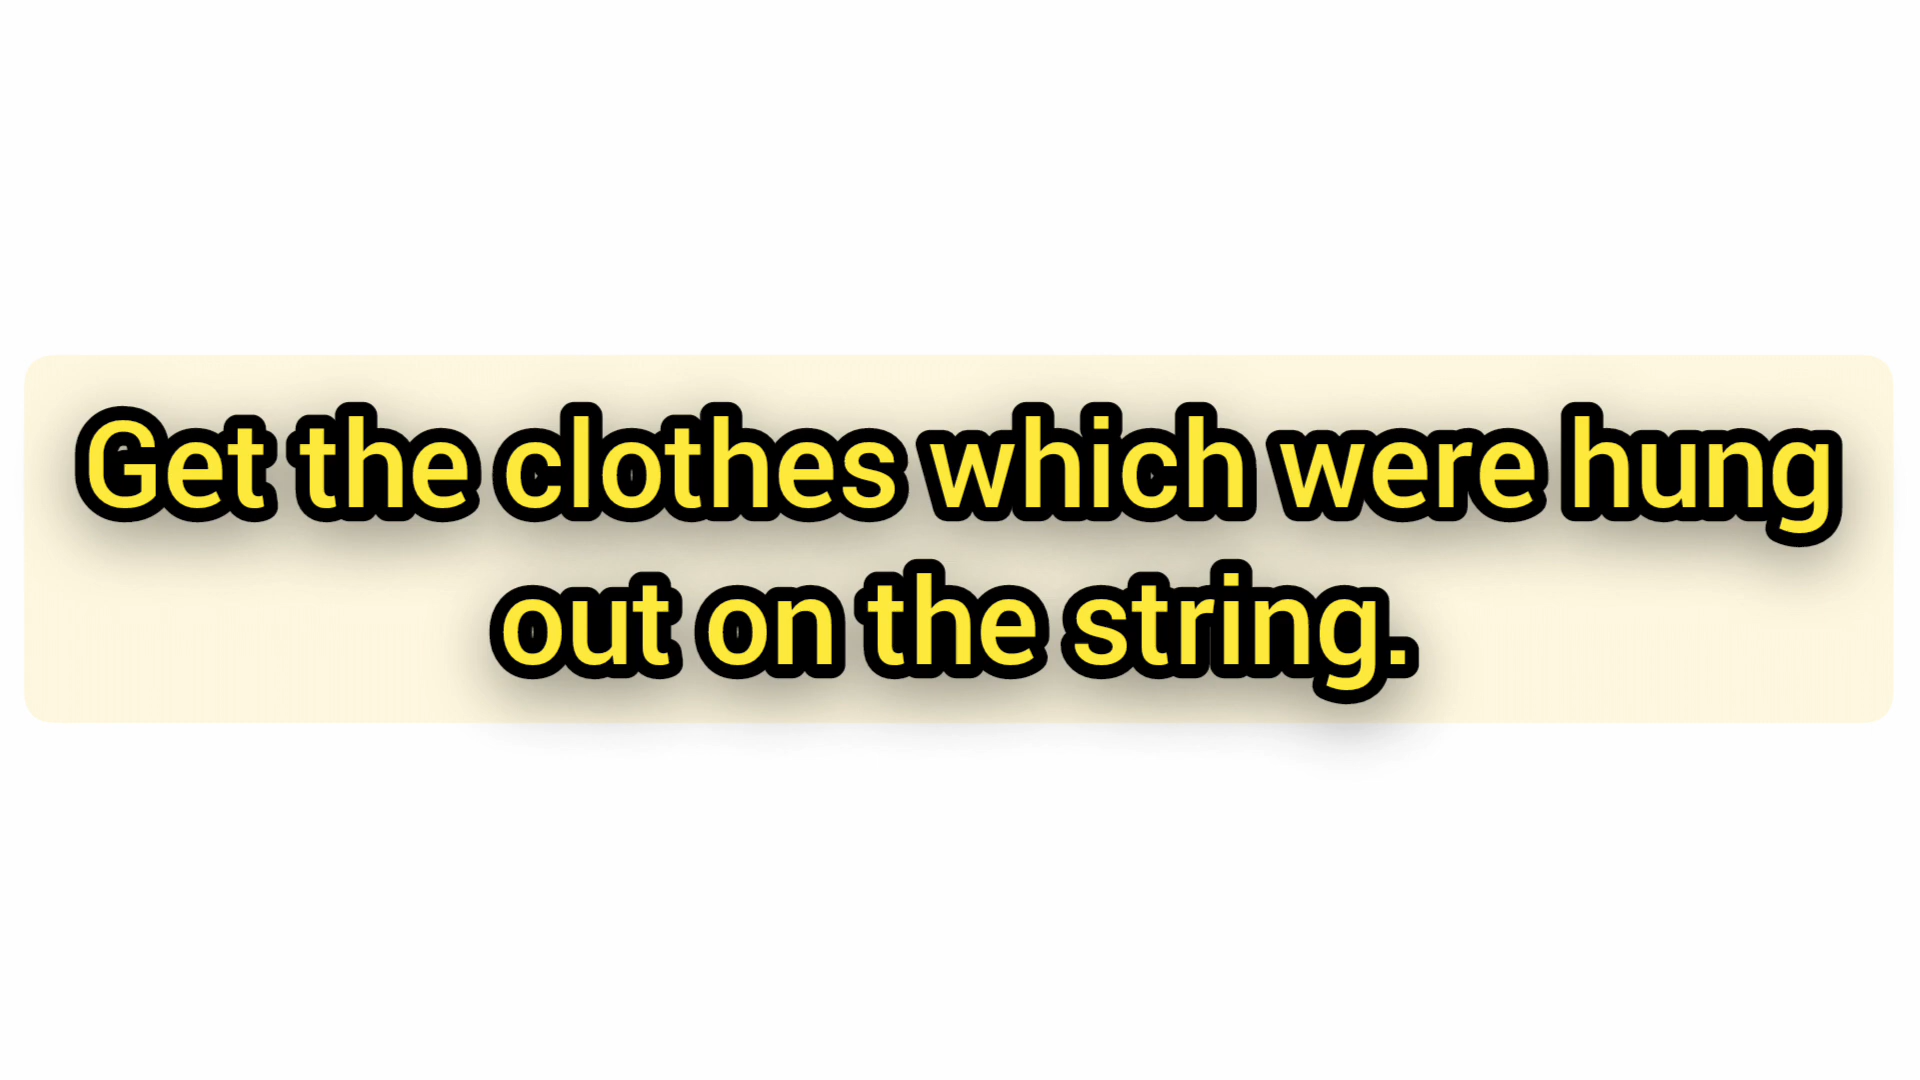 Get the clothes which were hung
out on the string.